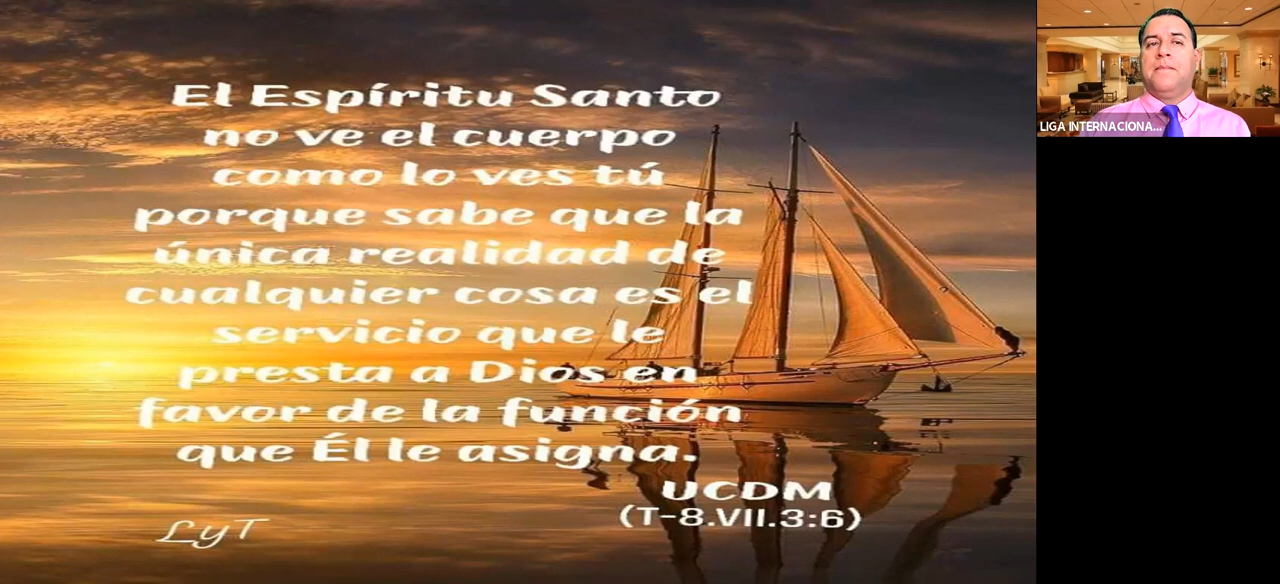 El Espíritu Santo
no ve el cuerpo
como lo ves tú
porque sabe que la
única realidad de
cualquier cosa es el
servicio que le
presta a Dios en
favor de la función
que Él le asigna.
UCDM
(T-8.VII.3:6)
LyT
LIGA INTERNACIONA...